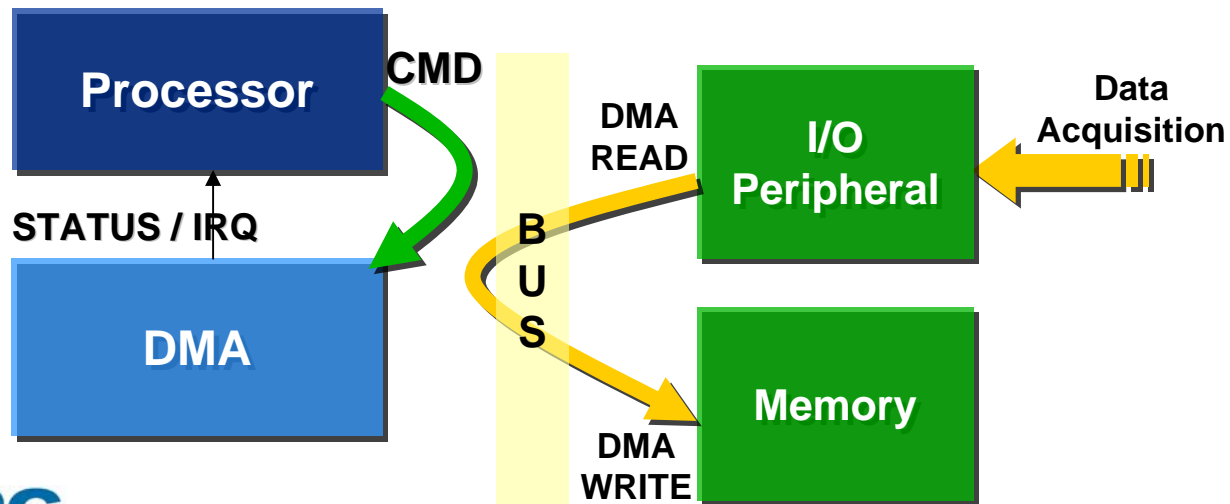 Processor
CMD
STATUS / IRQ
DMA
B
U
S
DMA
READ
I/O
Peripheral
Data
Acquisition
Memory
DMA
WRITE